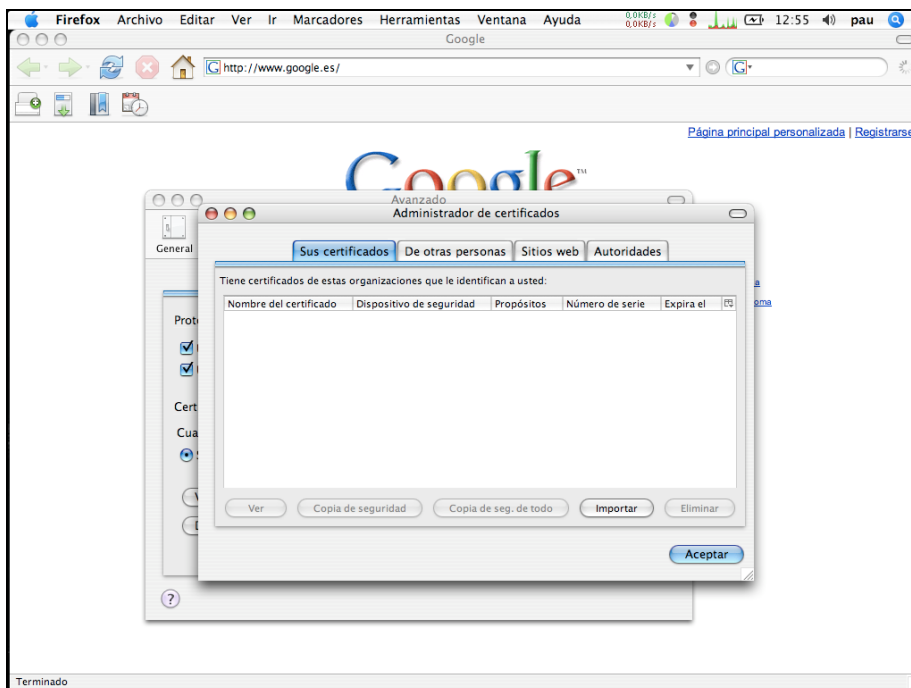 Firefox Archivo Editar Ver Ir Marcadores Herramientas Ventana Ayuda 0,0KB/s 0,0KB/s 12:55 pau
Google
G http://www.google.es/ G
Página principal personalizada | Registrarse
Google™
Avanzado
Administrador de certificados
General
Sus certificados De otras personas Sitios web Autoridades
Tiene certificados de estas organizaciones que le identifican a usted:
Nombre del certificado Dispositivo de seguridad Propósitos Número de serie Expira el
Prot
Cert
Cua
Ver Copia de seguridad Copia de seg. de todo Importar Eliminar
Aceptar
?
Terminado